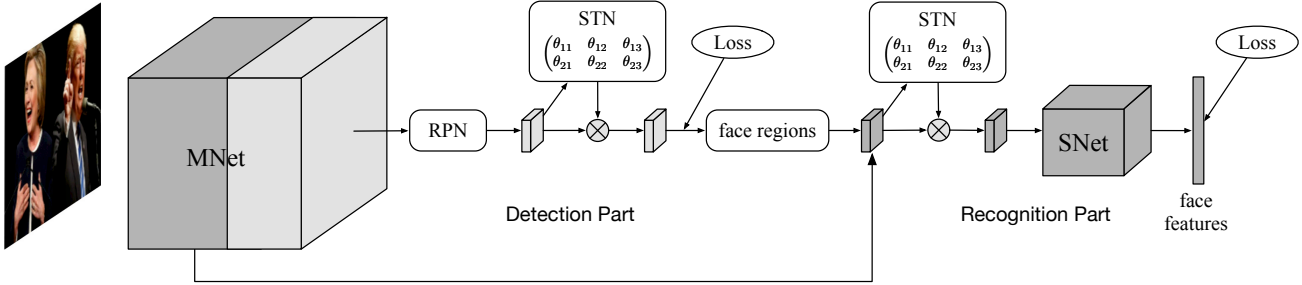 STN
θ11 θ12 θ13
θ21 θ22 θ23
Loss
STN
θ11 θ12 θ13
θ21 θ22 θ23
Loss
MNet
RPN
face regions
SNet
Detection Part
Recognition Part
face
features